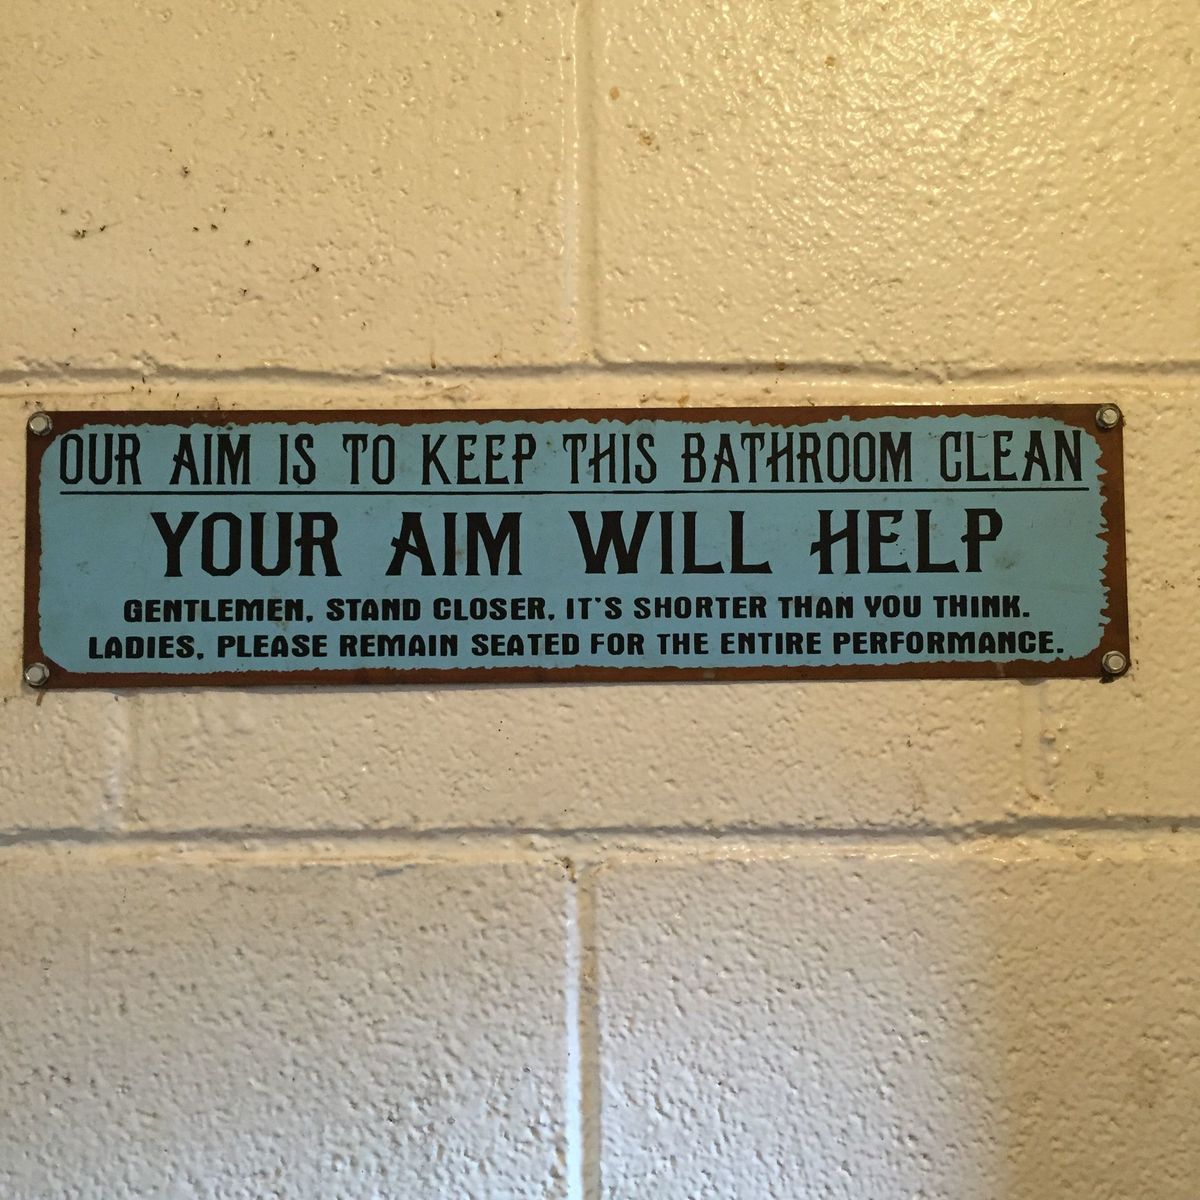 OUR AIM IS TO KEEP THIS BATHROOM CLEAN
YOUR AIM WILL HELP
GENTLEMEN, STAND CLOSER, IT'S SHORTER THAN YOU THINK.
LADIES, PLEASE REMAIN SEATED FOR THE ENTIRE PERFORMANCE.